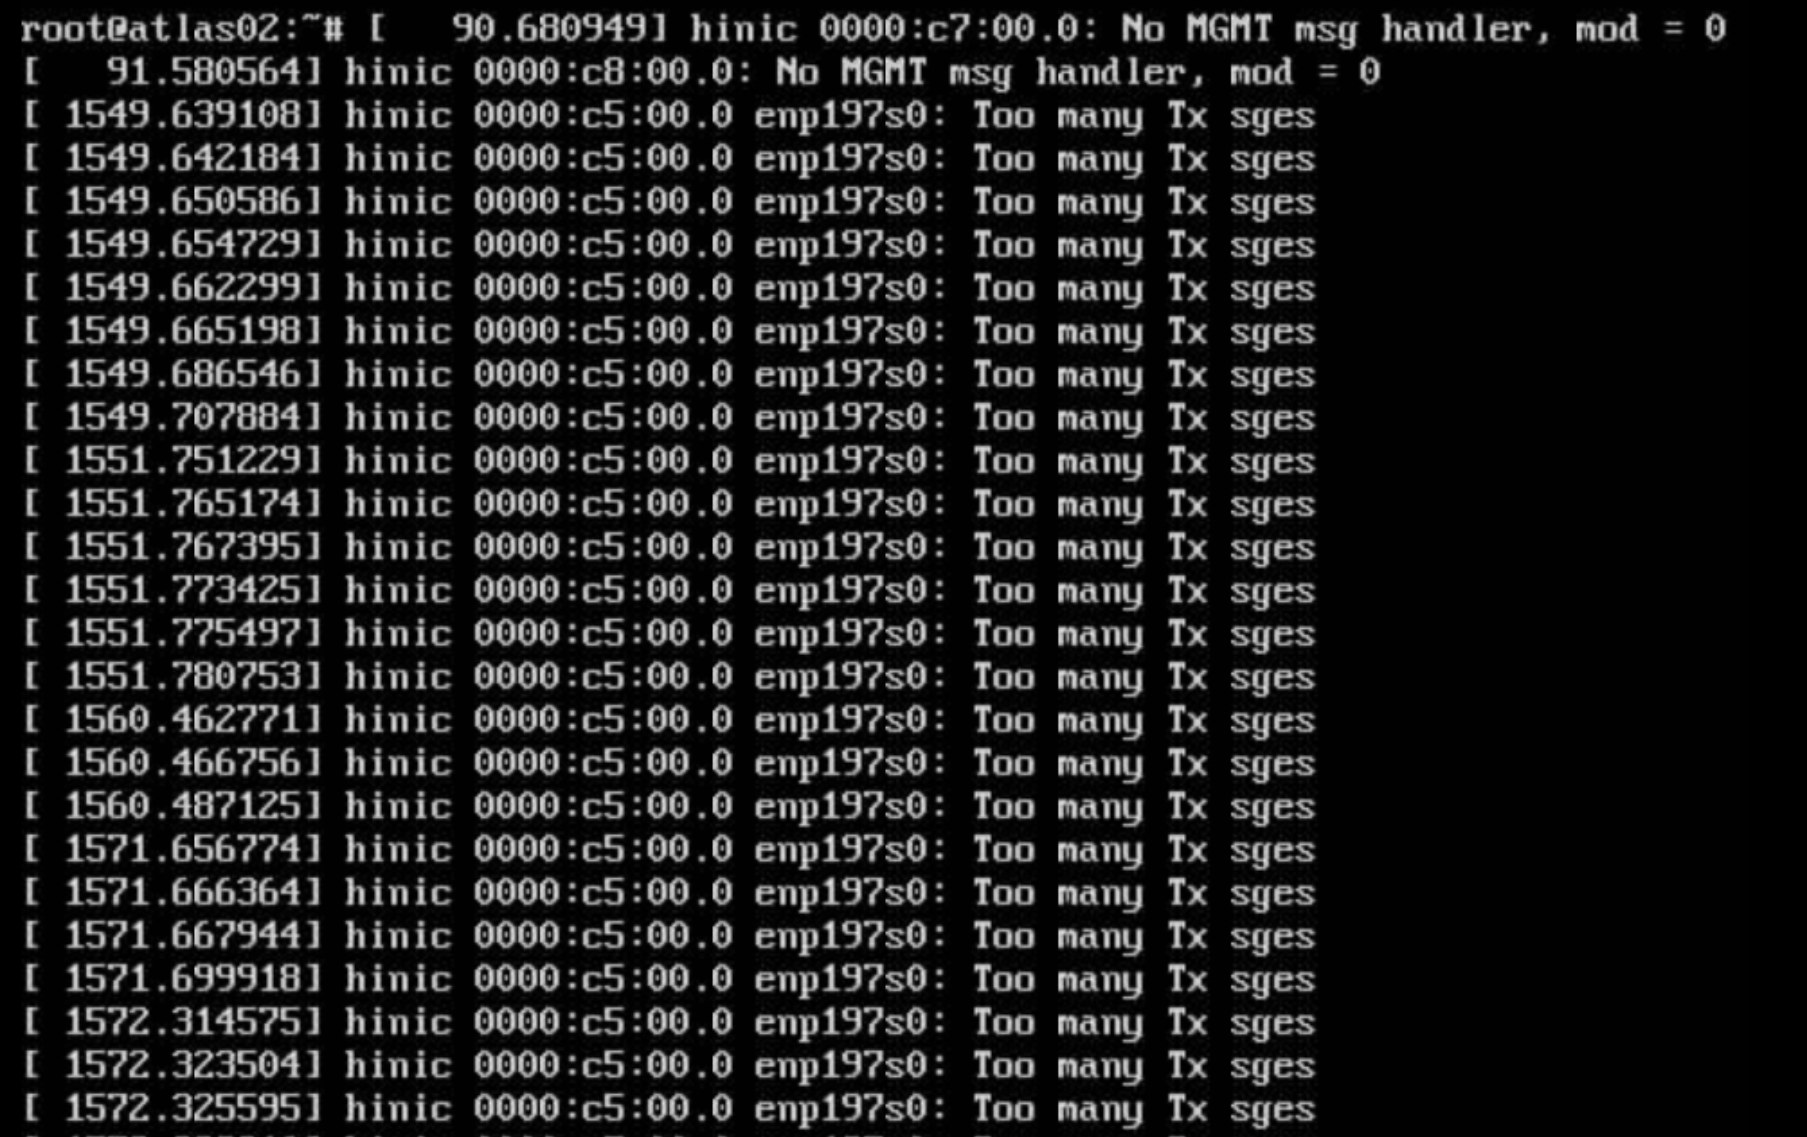 root@atlas02:~# [   90.680949] hinic 0000:c7:00.0: No MGMT msg handler, mod = 0
[   91.580564] hinic 0000:c8:00.0: No MGMT msg handler, mod = 0
[ 1549.639108] hinic 0000:c5:00.0 enp197s0: Too many Tx sges
[ 1549.642184] hinic 0000:c5:00.0 enp197s0: Too many Tx sges
[ 1549.650586] hinic 0000:c5:00.0 enp197s0: Too many Tx sges
[ 1549.654729] hinic 0000:c5:00.0 enp197s0: Too many Tx sges
[ 1549.662299] hinic 0000:c5:00.0 enp197s0: Too many Tx sges
[ 1549.665198] hinic 0000:c5:00.0 enp197s0: Too many Tx sges
[ 1549.686546] hinic 0000:c5:00.0 enp197s0: Too many Tx sges
[ 1549.707884] hinic 0000:c5:00.0 enp197s0: Too many Tx sges
[ 1551.751229] hinic 0000:c5:00.0 enp197s0: Too many Tx sges
[ 1551.765174] hinic 0000:c5:00.0 enp197s0: Too many Tx sges
[ 1551.767395] hinic 0000:c5:00.0 enp197s0: Too many Tx sges
[ 1551.773425] hinic 0000:c5:00.0 enp197s0: Too many Tx sges
[ 1551.775497] hinic 0000:c5:00.0 enp197s0: Too many Tx sges
[ 1551.780753] hinic 0000:c5:00.0 enp197s0: Too many Tx sges
[ 1560.462771] hinic 0000:c5:00.0 enp197s0: Too many Tx sges
[ 1560.466756] hinic 0000:c5:00.0 enp197s0: Too many Tx sges
[ 1560.487125] hinic 0000:c5:00.0 enp197s0: Too many Tx sges
[ 1571.656774] hinic 0000:c5:00.0 enp197s0: Too many Tx sges
[ 1571.666364] hinic 0000:c5:00.0 enp197s0: Too many Tx sges
[ 1571.667944] hinic 0000:c5:00.0 enp197s0: Too many Tx sges
[ 1571.699918] hinic 0000:c5:00.0 enp197s0: Too many Tx sges
[ 1572.314575] hinic 0000:c5:00.0 enp197s0: Too many Tx sges
[ 1572.323504] hinic 0000:c5:00.0 enp197s0: Too many Tx sges
[ 1572.325595] hinic 0000:c5:00.0 enp197s0: Too many Tx sges